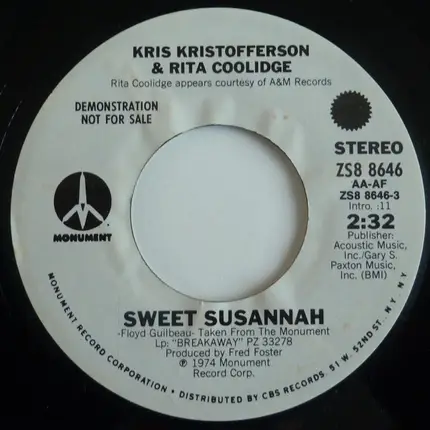 KRIS KRISTOFFERSON
& RITA COOLIDGE
Rita Coolidge appears courtesy of A&M Records
DEMONSTRATION
NOT FOR SALE
STEREO
ZS8 8646
AA-AF
ZS8 8646-3
Intro. :11
2:32
Publisher:
Acoustic Music,
Inc./Gary S.
Paxton Music,
Inc. (BMI)
MONUMENT
SWEET SUSANNAH
-Floyd Guilbeau- Taken From The Monument
Lp: "BREAKAWAY" PZ 33278
Produced by Fred Foster
℗ 1974 Monument
Record Corp.
MONUMENT RECORD CORPORATION • DISTRIBUTED BY CBS RECORDS 51 W. 52ND ST. NY NY